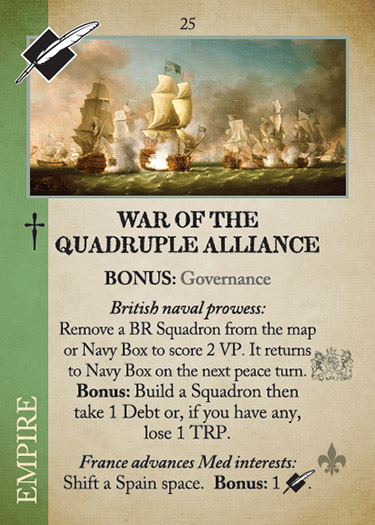 25
WAR OF THE
QUADRUPLE ALLIANCE
BONUS: Governance
British naval prowess:
Remove a BR Squadron from the map
or Navy Box to score 2 VP. It returns
to Navy Box on the next peace turn.
Bonus: Build a Squadron then
take 1 Debt or, if you have any,
lose 1 TRP.
France advances Med interests:
Shift a Spain space. Bonus: 1 .
EMPIRE